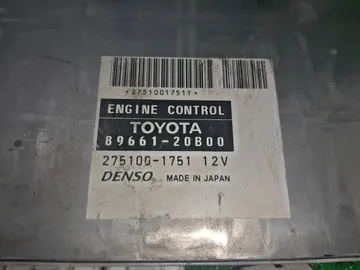 *2751001751T*
ENGINE CONTROL
TOYOTA
89661-20B00
275100-1751 12V
DENSO MADE IN JAPAN